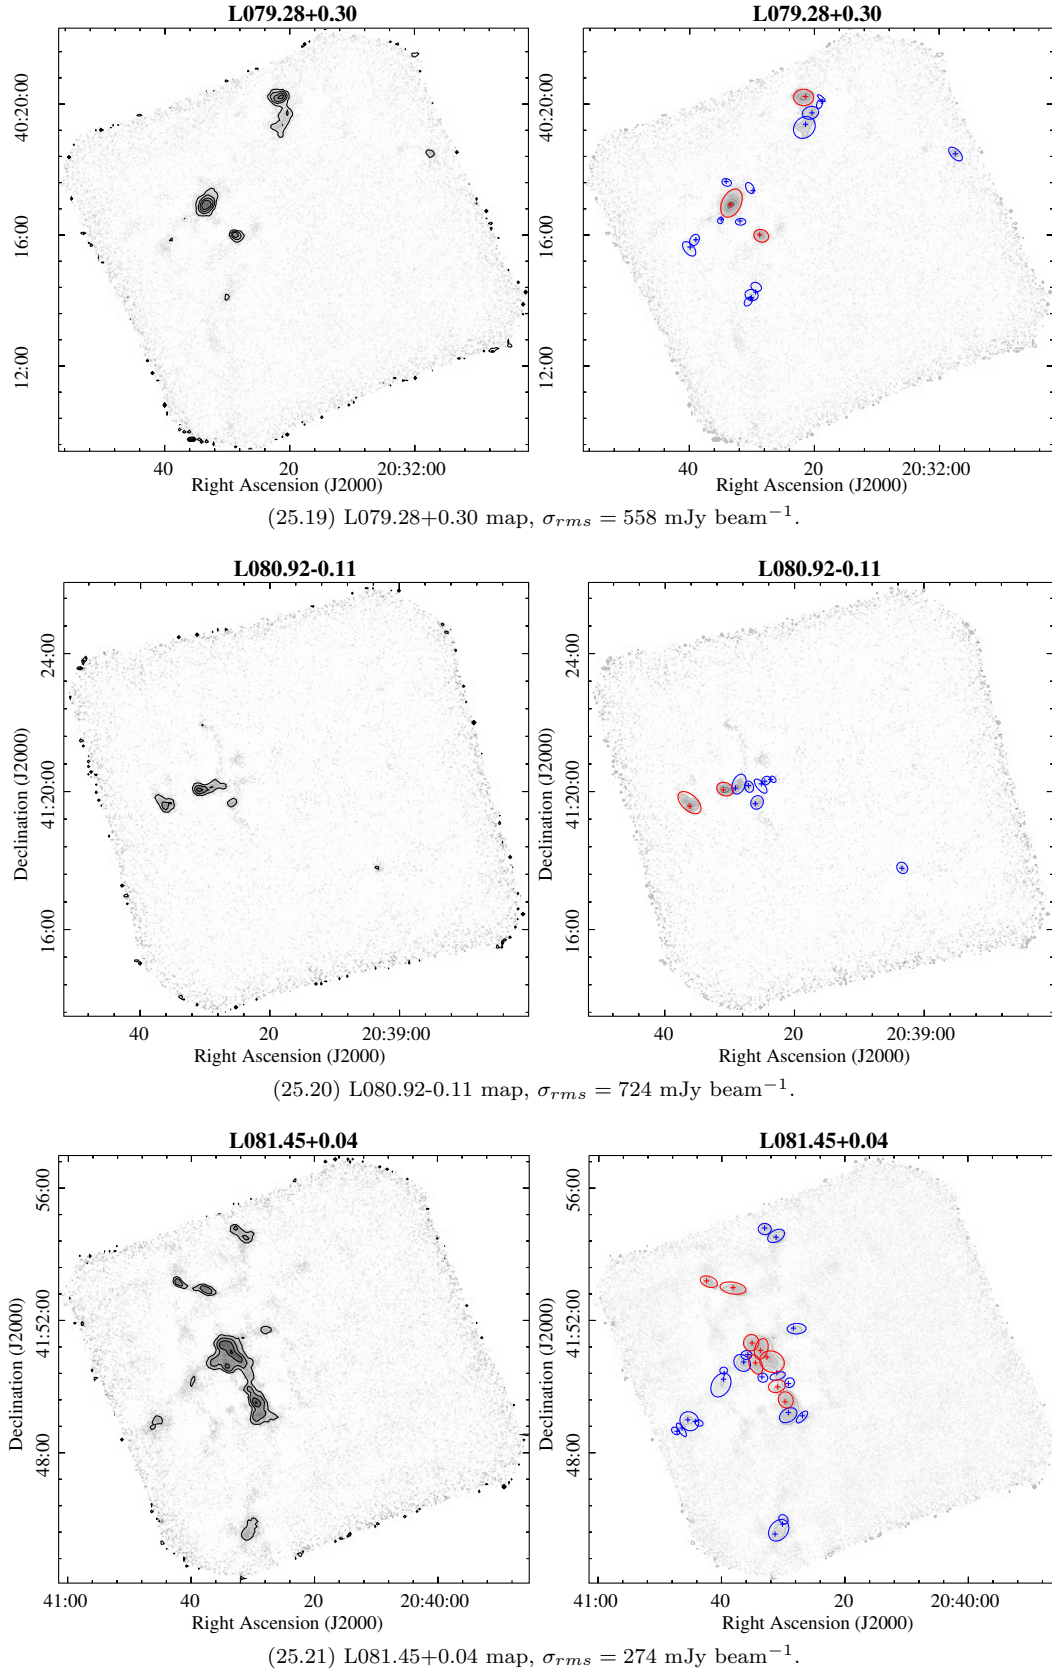 L079.28+0.30
L079.28+0.30
40:20:00
16:00
12:00
40:20:00
16:00
12:00
40
20
20:32:00
40
20
20:32:00
Right Ascension (J2000)
Right Ascension (J2000)
(25.19) L079.28+0.30 map, σrms = 558 mJy beam−1.
L080.92-0.11
L080.92-0.11
Declination (J2000)
24:00
41:20:00
16:00
Declination (J2000)
24:00
41:20:00
16:00
40
20
20:39:00
40
20
20:39:00
Right Ascension (J2000)
Right Ascension (J2000)
(25.20) L080.92-0.11 map, σrms = 724 mJy beam−1.
L081.45+0.04
L081.45+0.04
Declination (J2000)
56:00
41:52:00
48:00
Declination (J2000)
56:00
41:52:00
48:00
41:00
40
20
20:40:00
41:00
40
20
20:40:00
Right Ascension (J2000)
Right Ascension (J2000)
(25.21) L081.45+0.04 map, σrms = 274 mJy beam−1.